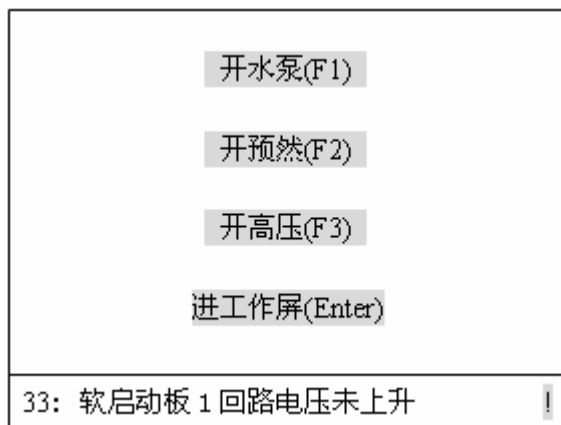 开水泵(F1)
开预然(F2)
开高压(F3)
进工作屏(Enter)
33: 软启动板 1 回路电压未上升 !